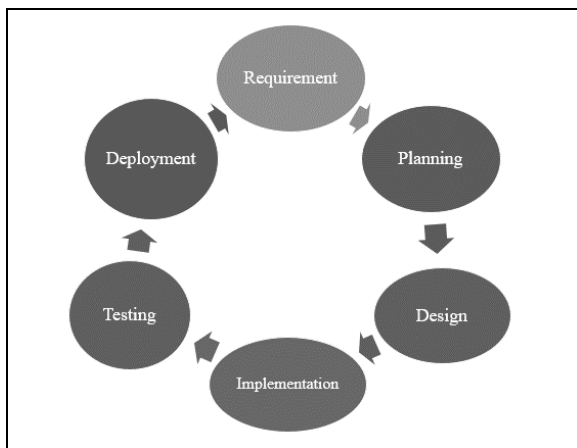 Requirement
Planning
Design
Implementation
Testing
Deployment